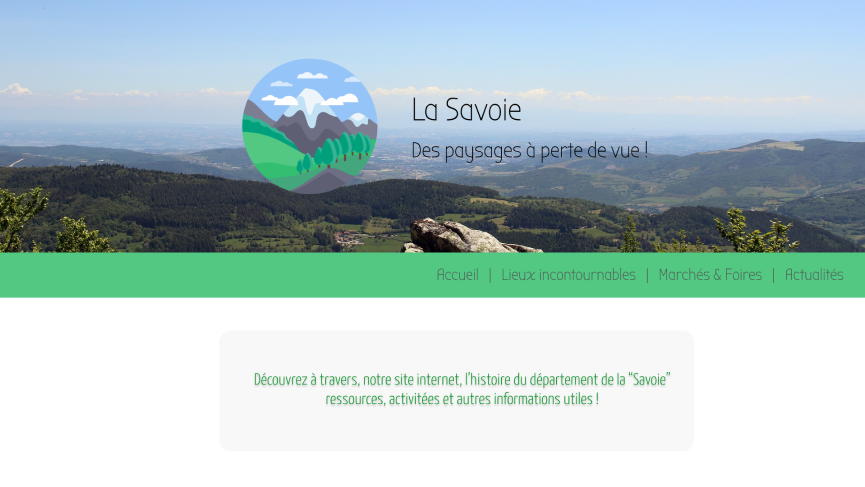 La Savoie
Des paysages à perte de vue !
Accueil | Lieux incontournables | Marchés & Foires | Actualités
Découvrez à travers, notre site internet, l'histoire du département de la “Savoie”
ressources, activitées et autres informations utiles !